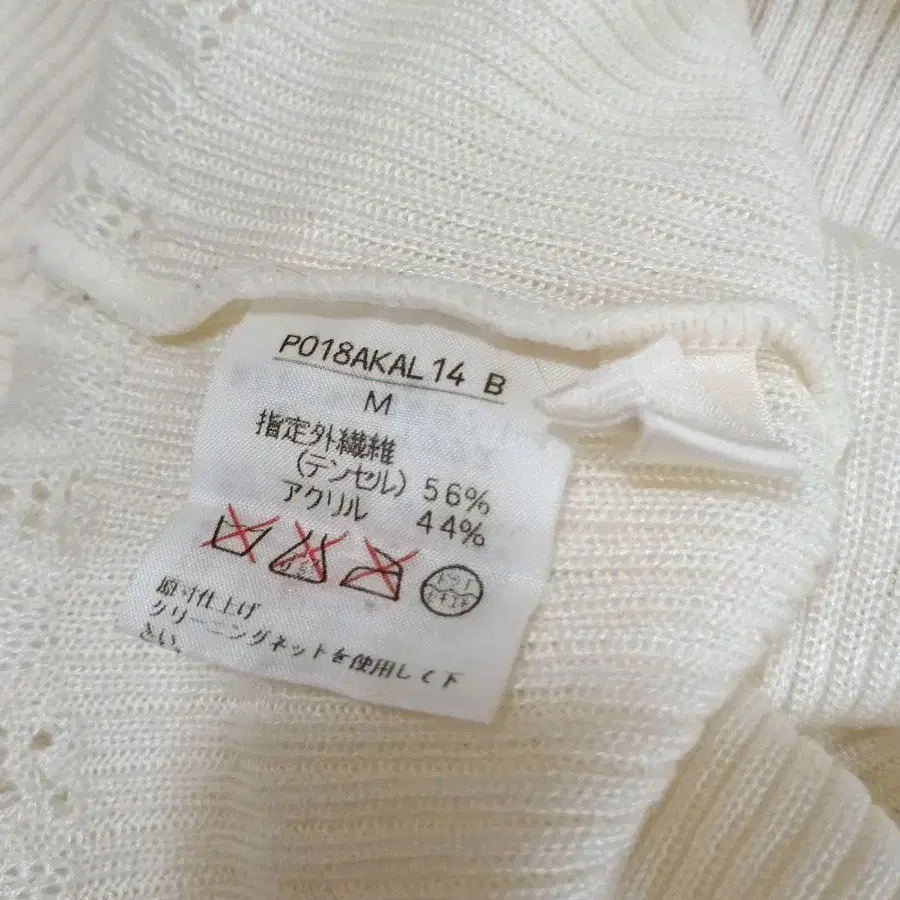 P018AKAL14 B
M
指定外繊維
(テンセル) 56%
アクリル 44%
原寸仕上げ
クリーニングネットを使用して下
さい。